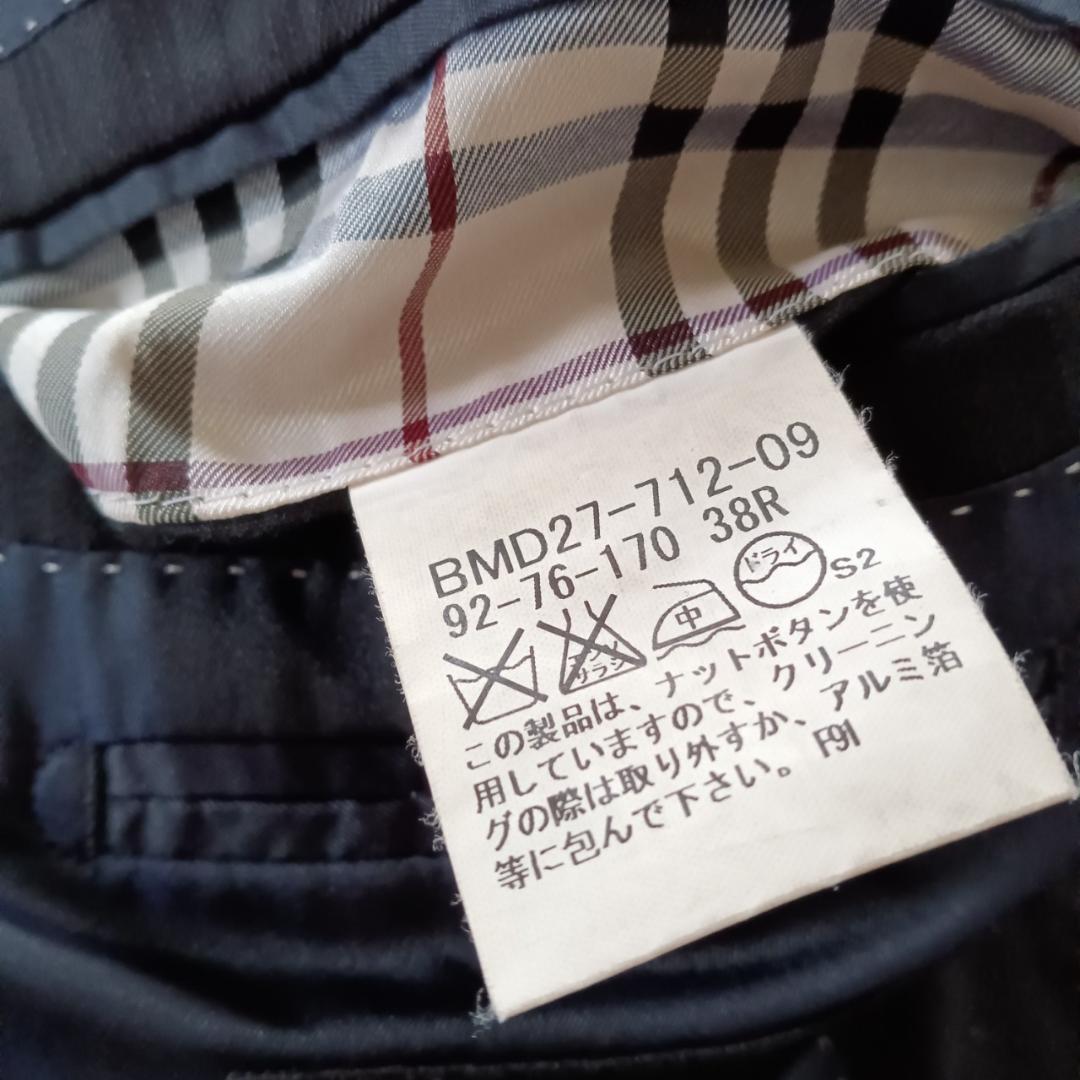 BMD27-712-09
92-76-170 38R
中 ドライ S2
この製品は、ナットボタンを使
用していますので、クリーニン
グの際は取り外すか、アルミ箔
等に包んで下さい。 F91